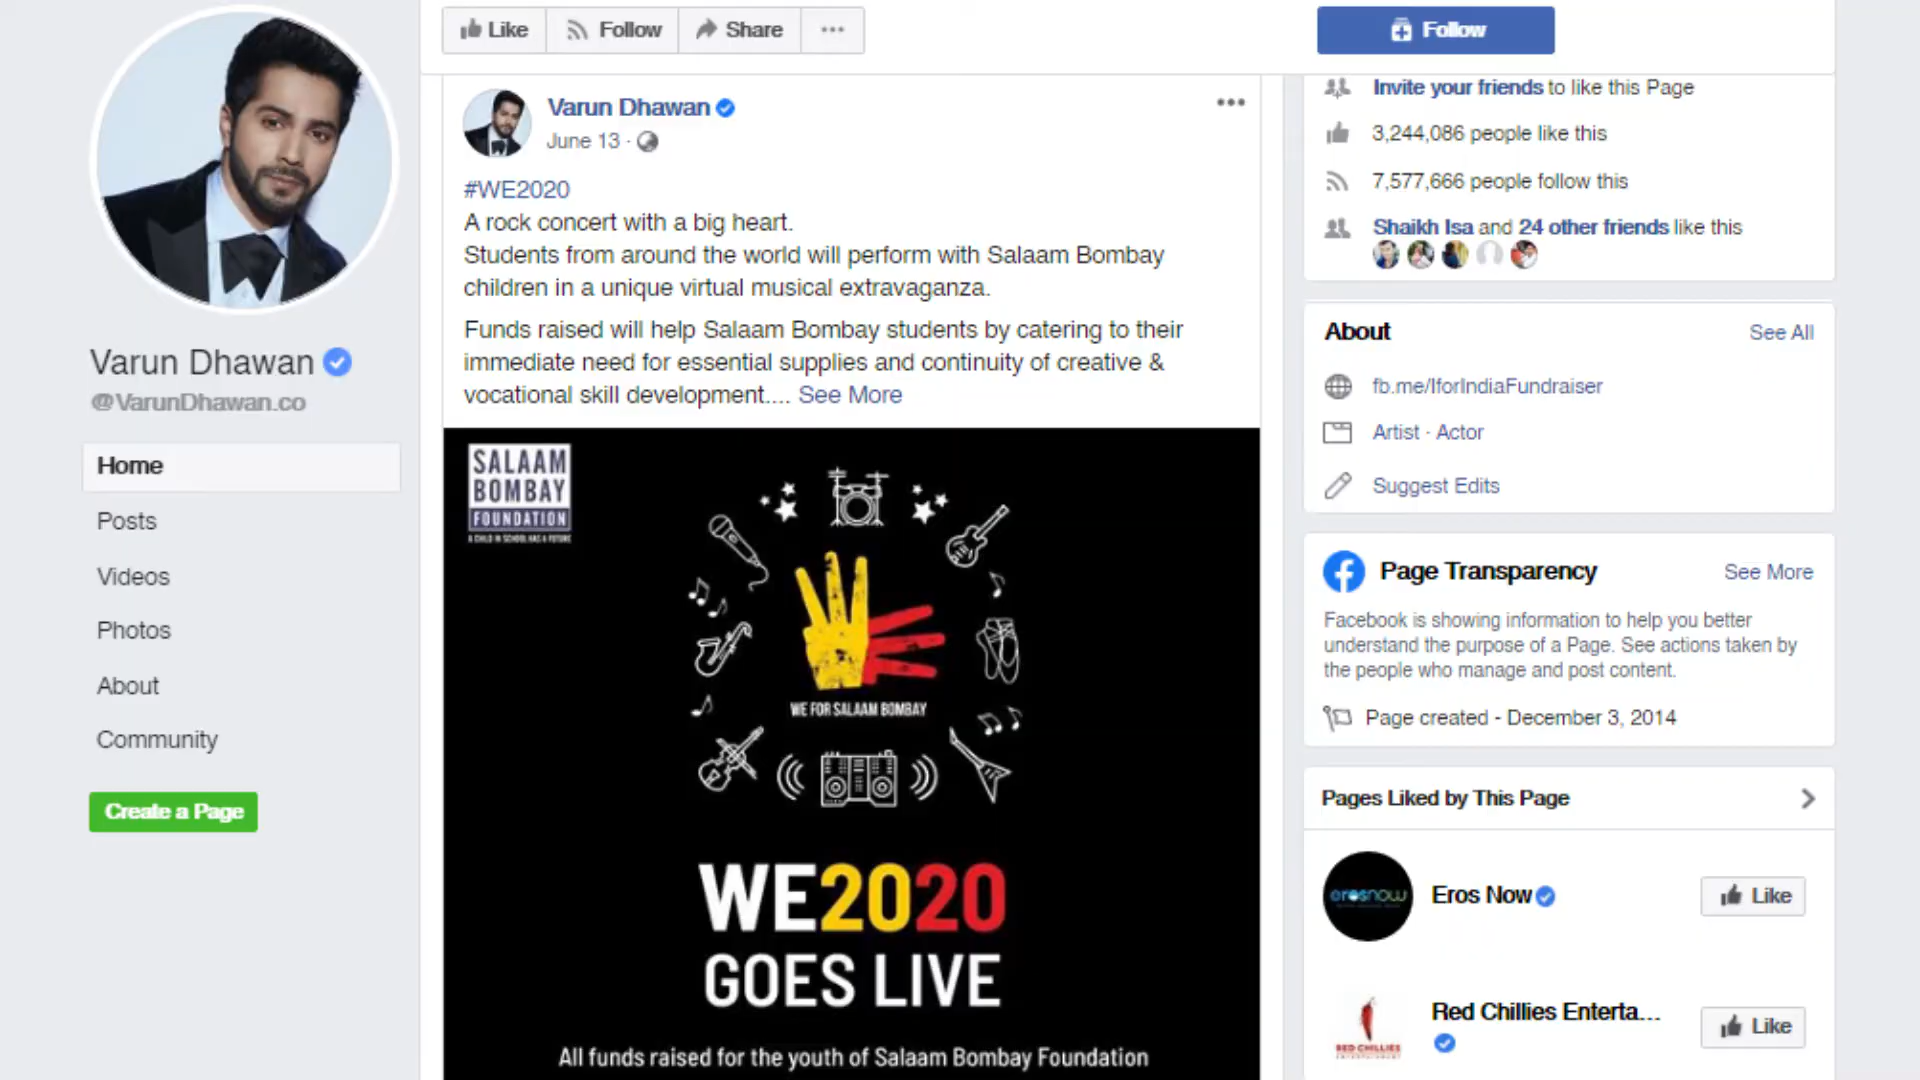 Like
Follow
Share
Follow
Varun Dhawan
@VarunDhawan.co
Home
Posts
Videos
Photos
About
Community
Create a Page
Varun Dhawan
June 13 ·
#WE2020
A rock concert with a big heart.
Students from around the world will perform with Salaam Bombay
children in a unique virtual musical extravaganza.
Funds raised will help Salaam Bombay students by catering to their
immediate need for essential supplies and continuity of creative &
vocational skill development.... See More
SALAAM
BOMBAY
FOUNDATION
A CHILD IN SCHOOL HAS A FUTURE
WE FOR SALAAM BOMBAY
WE2020
GOES LIVE
All funds raised for the youth of Salaam Bombay Foundation
Invite your friends to like this Page
3,244,086 people like this
7,577,666 people follow this
Shaikh Isa and 24 other friends like this
About
See All
fb.me/IforIndiaFundraiser
Artist · Actor
Suggest Edits
Page Transparency
See More
Facebook is showing information to help you better
understand the purpose of a Page. See actions taken by
the people who manage and post content.
Page created - December 3, 2014
Pages Liked by This Page
erosnow
Eros Now
Like
Red Chillies Enterta...
Like
RED CHILLIES